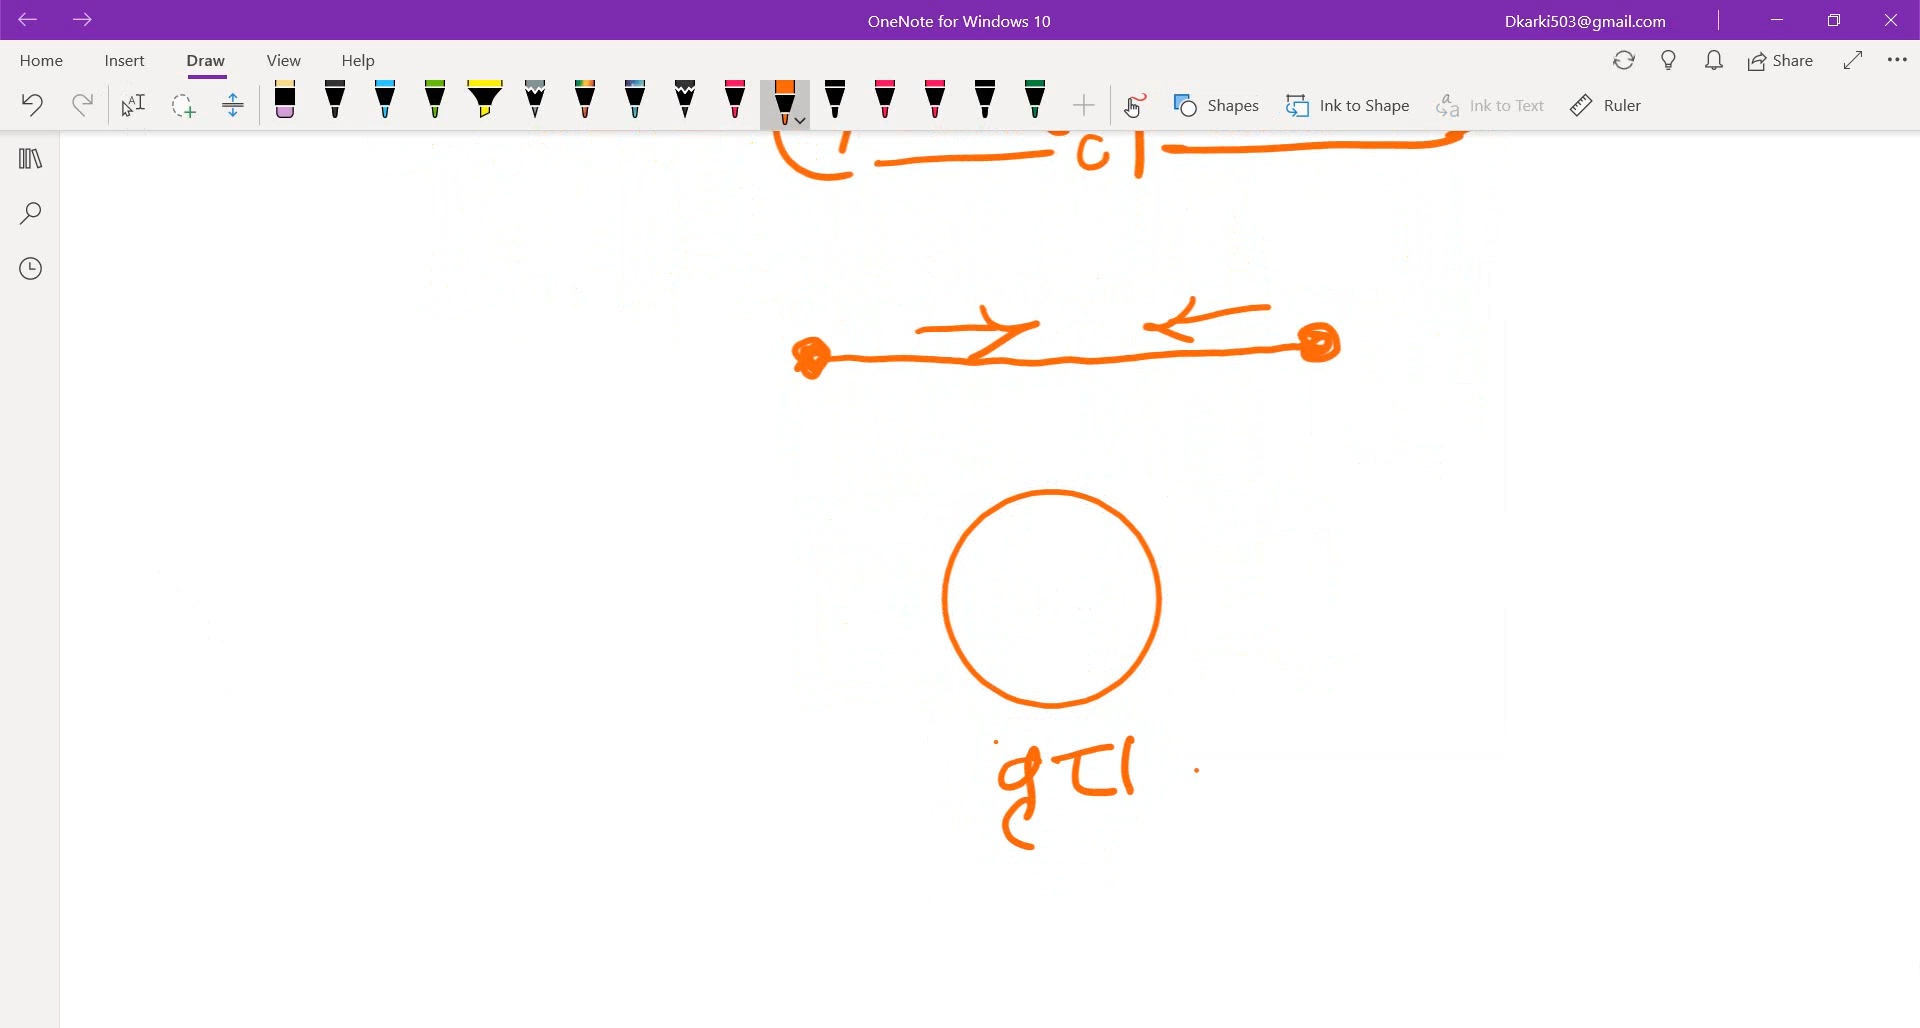 OneNote for Windows 10
Dkarki503@gmail.com
Home Insert Draw View Help
Share
Shapes Ink to Shape Ink to Text Ruler